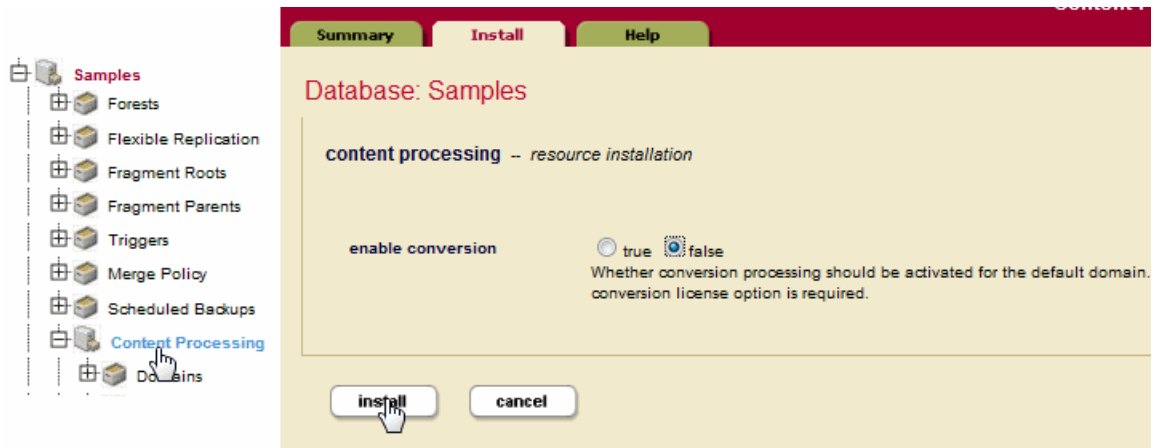 Summary
Install
Help
Samples
Forests
Flexible Replication
Fragment Roots
Fragment Parents
Triggers
Merge Policy
Scheduled Backups
Content Processing
Domains
Database: Samples
content processing -- resource installation
enable conversion
true false
Whether conversion processing should be activated for the default domain.
conversion license option is required.
install
cancel